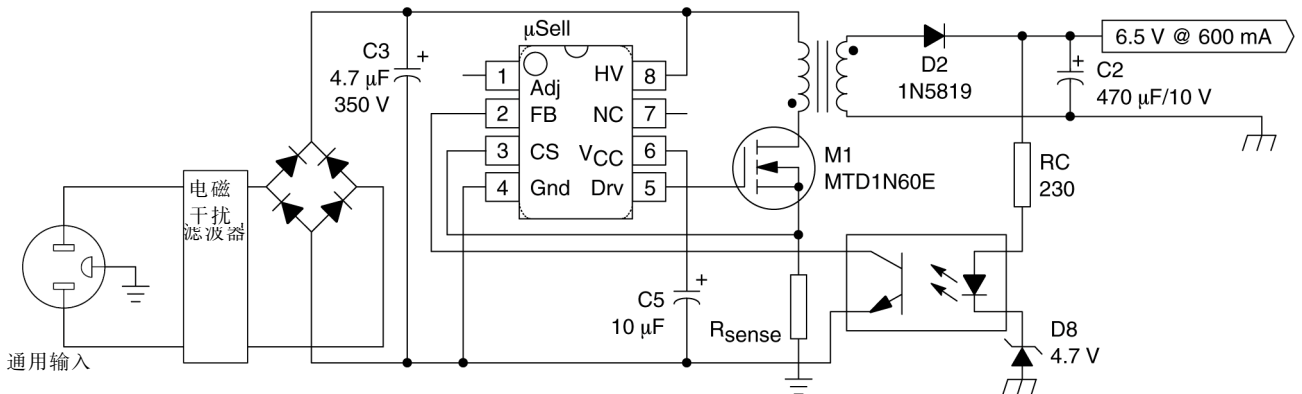 µSell
C3
4.7 µF
350 V
1
Adj
HV
8
2
FB
NC
7
3
CS
VCC
6
4
Gnd
Drv
5
6.5 V @ 600 mA
D2
1N5819
C2
470 µF/10 V
M1
MTD1N60E
RC
230
电磁
干扰
滤波器
C5
10 µF
Rsense
D8
4.7 V
通用输入